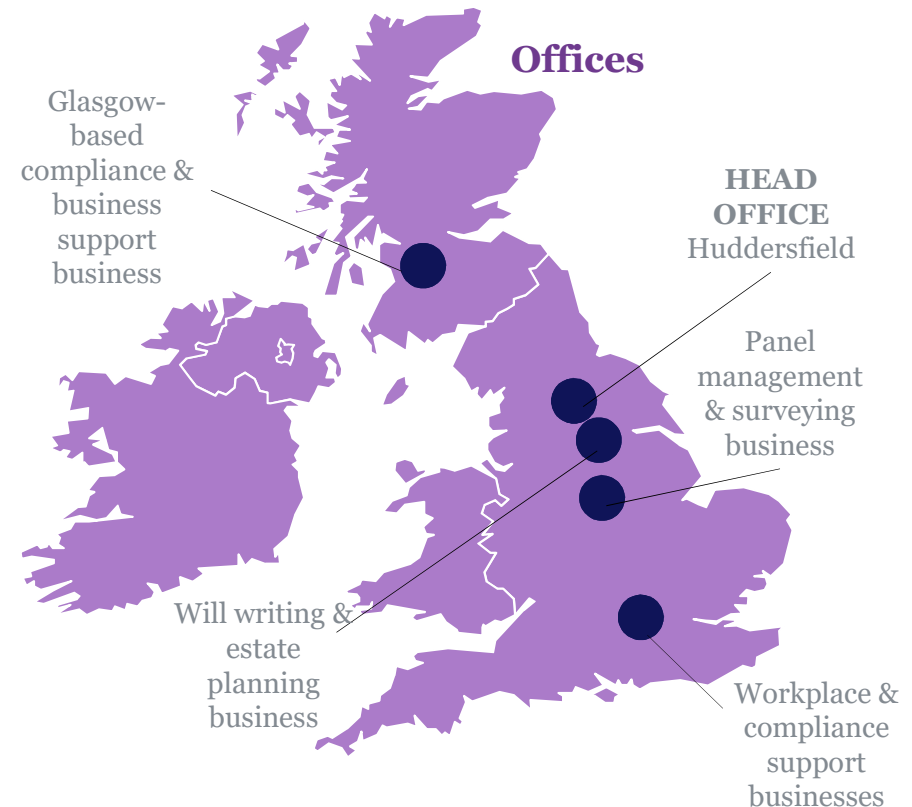 Offices
Glasgow-
based
compliance &
business
support
business
HEAD
OFFICE
Huddersfield
Panel
management
& surveying
business
Will writing &
estate
planning
business
Workplace &
compliance
support
businesses